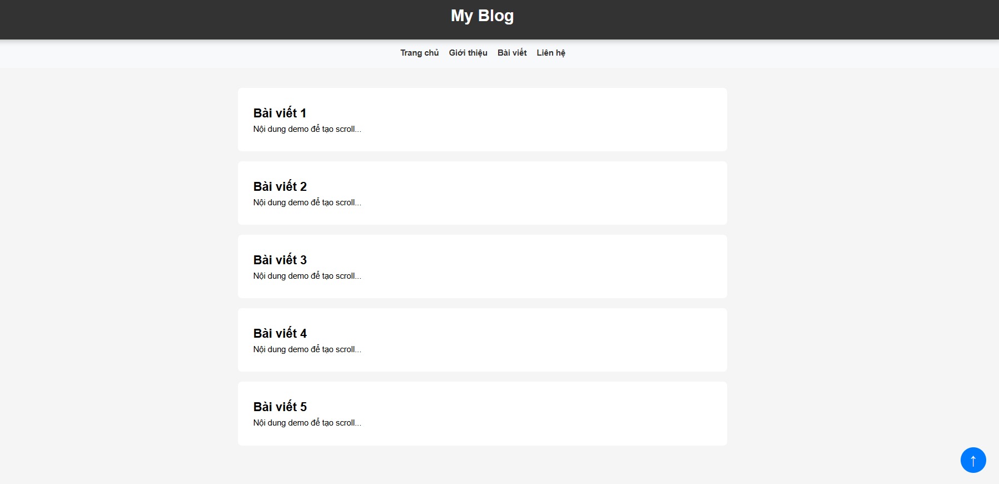 My Blog
Trang chủ Giới thiệu Bài viết Liên hệ
Bài viết 1
Nội dung demo để tạo scroll...
Bài viết 2
Nội dung demo để tạo scroll...
Bài viết 3
Nội dung demo để tạo scroll...
Bài viết 4
Nội dung demo để tạo scroll...
Bài viết 5
Nội dung demo để tạo scroll...
↑